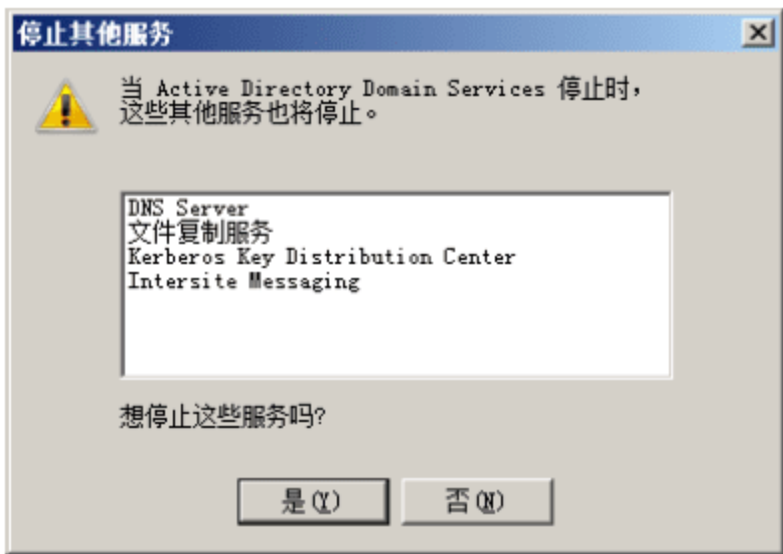 停止其他服务
当 Active Directory Domain Services 停止时，
这些其他服务也将停止。
DNS Server
文件复制服务
Kerberos Key Distribution Center
Intersite Messaging
想停止这些服务吗?
是(Y)
否(N)